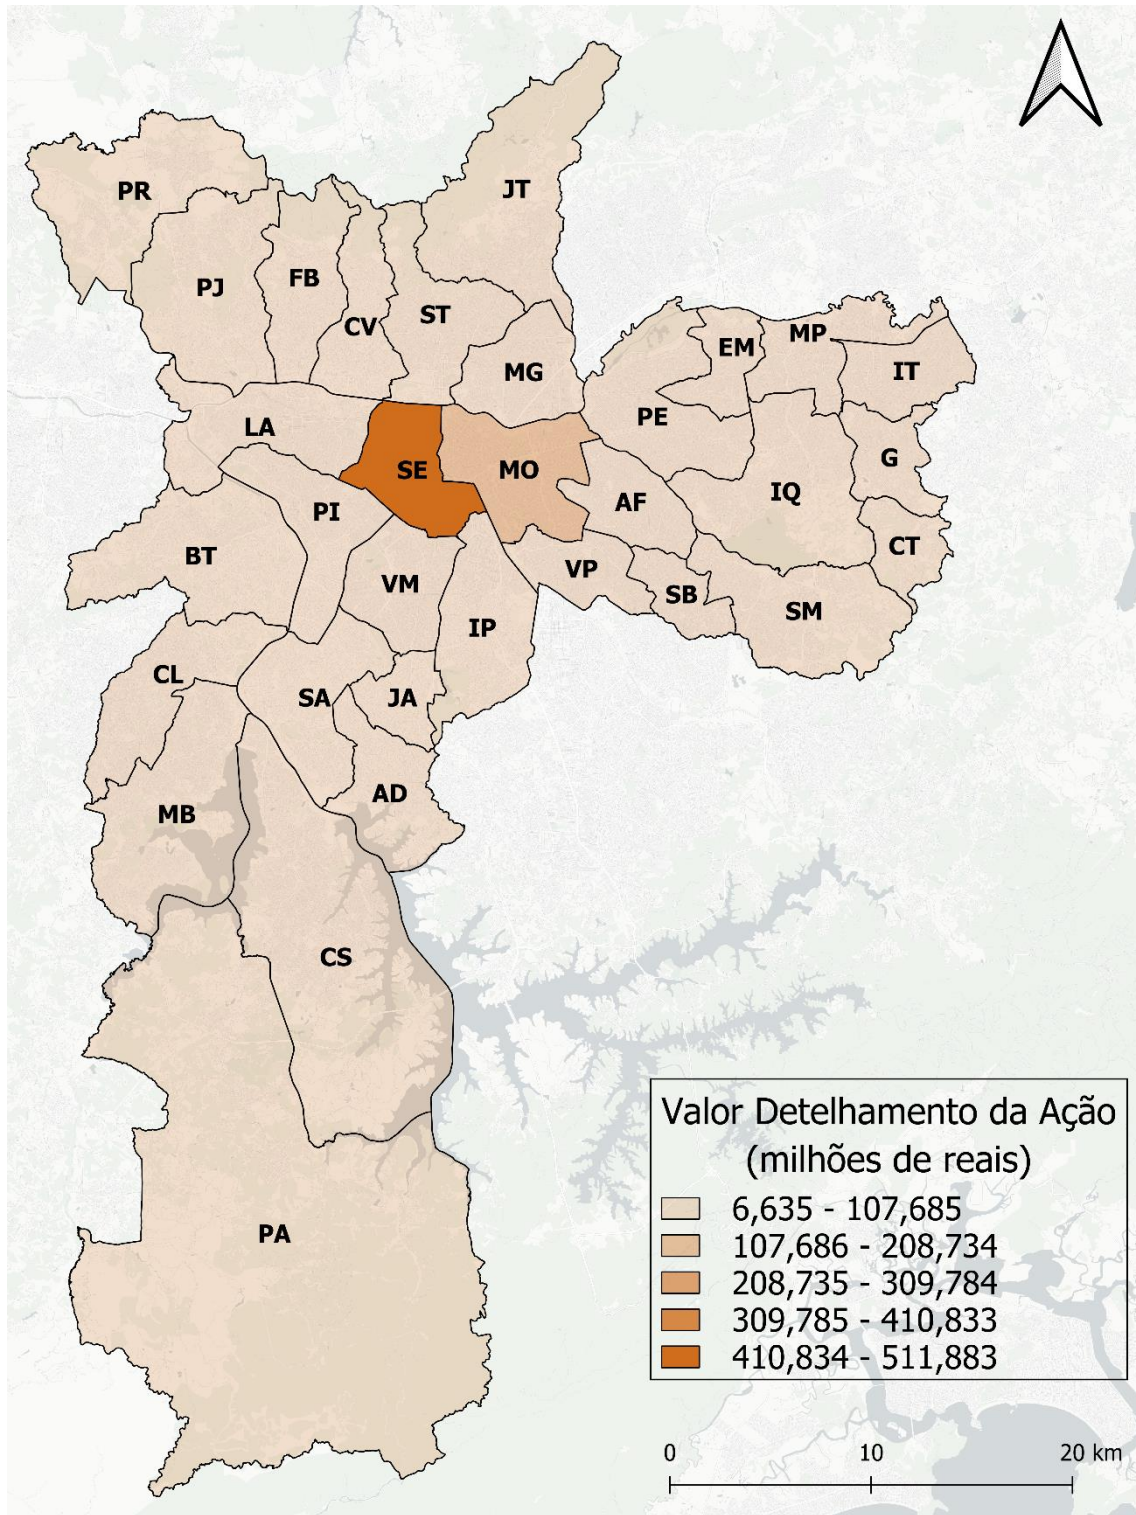 JT
PR
FB
PJ
ST
CV
EM
MP
MG
IT
PE
LA
G
SE
MO
IQ
AF
PI
CT
BT
VP
VM
SB
SM
IP
CL
SA
JA
AD
MB
CS
PA
Valor Detelhamento da Ação
(milhões de reais)
6,635 - 107,685
107,686 - 208,734
208,735 - 309,784
309,785 - 410,833
410,834 - 511,883
0 10 20 km